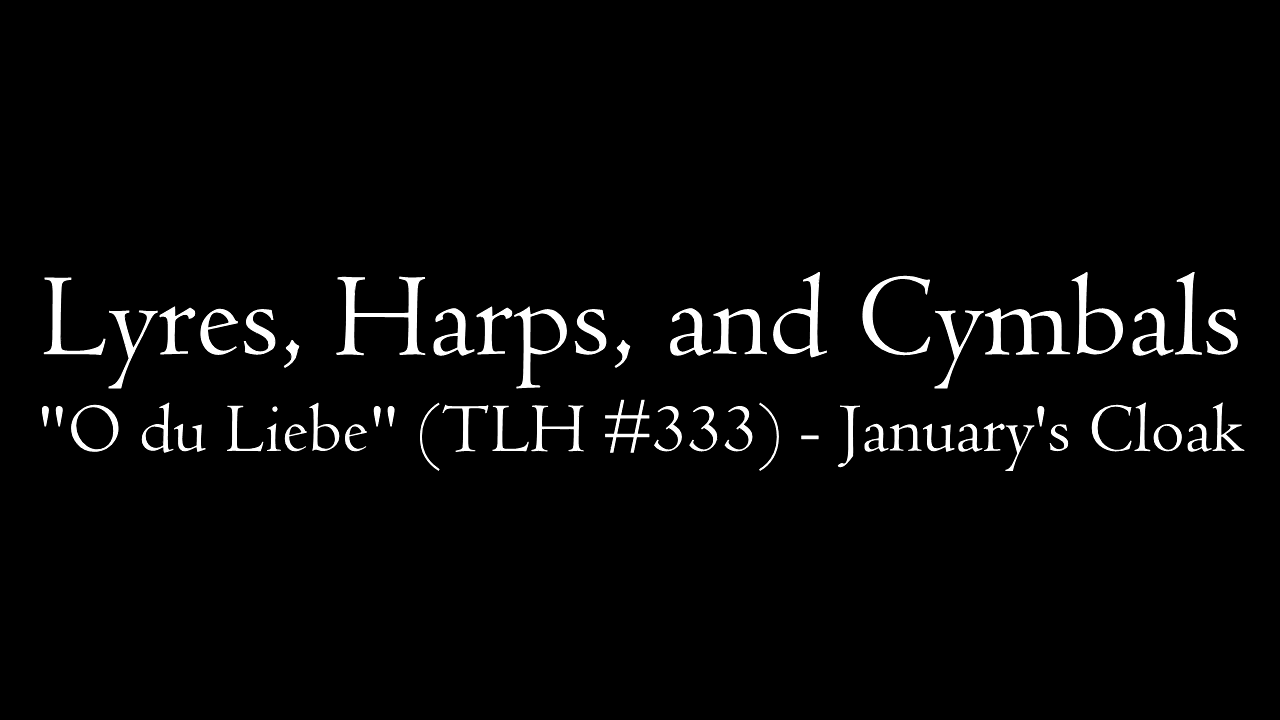 Lyres, Harps, and Cymbals
"O du Liebe" (TLH #333) - January's Cloak